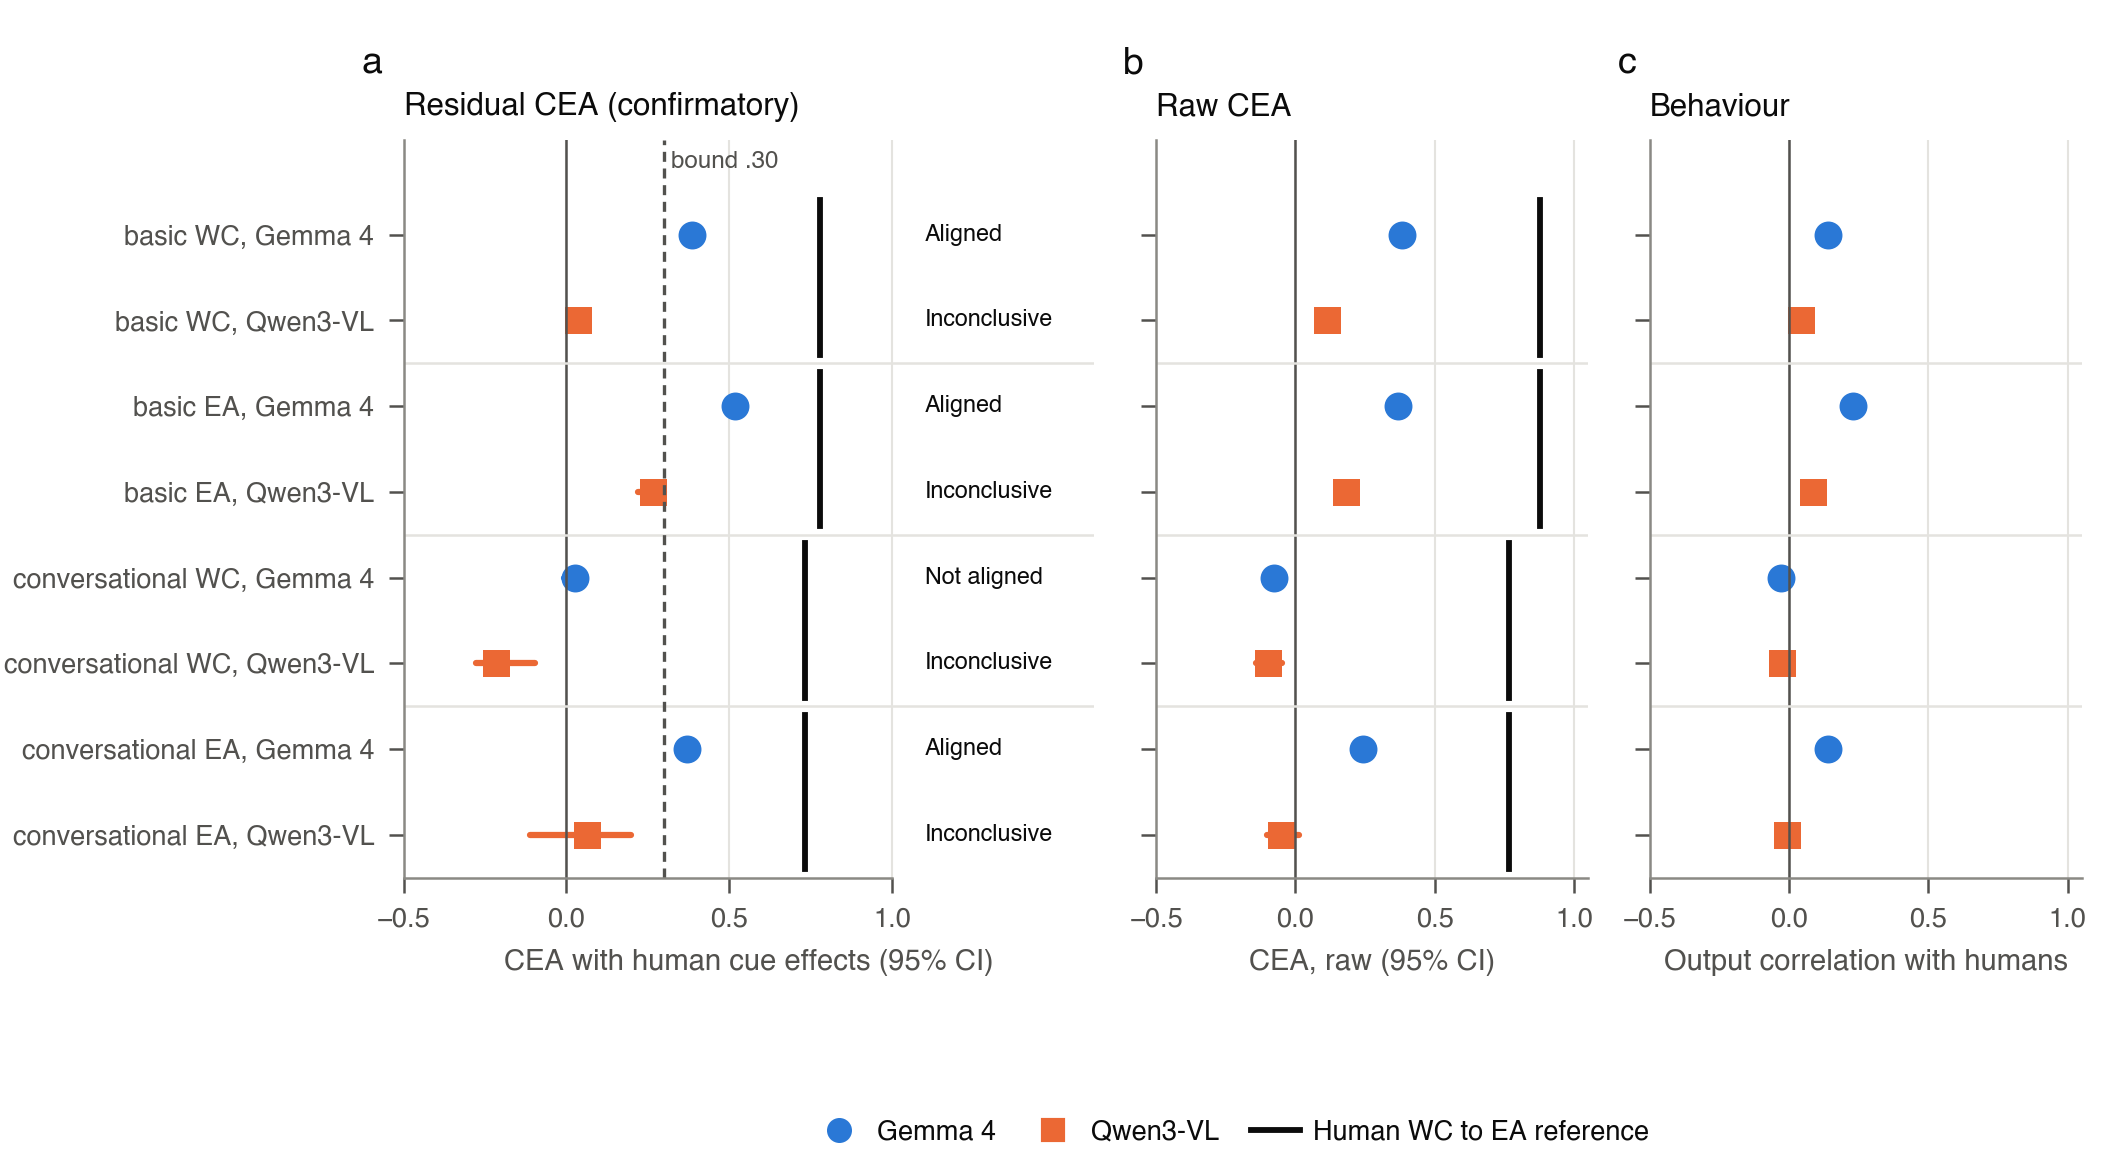 a
Residual CEA (confirmatory)
bound .30
basic WC, Gemma 4
Aligned
basic WC, Qwen3-VL
Inconclusive
basic EA, Gemma 4
Aligned
basic EA, Qwen3-VL
Inconclusive
conversational WC, Gemma 4
Not aligned
conversational WC, Qwen3-VL
Inconclusive
conversational EA, Gemma 4
Aligned
conversational EA, Qwen3-VL
Inconclusive
−0.5 0.0 0.5 1.0
CEA with human cue effects (95% CI)
b
Raw CEA
−0.5 0.0 0.5 1.0
CEA, raw (95% CI)
c
Behaviour
−0.5 0.0 0.5 1.0
Output correlation with humans
Gemma 4 Qwen3-VL Human WC to EA reference